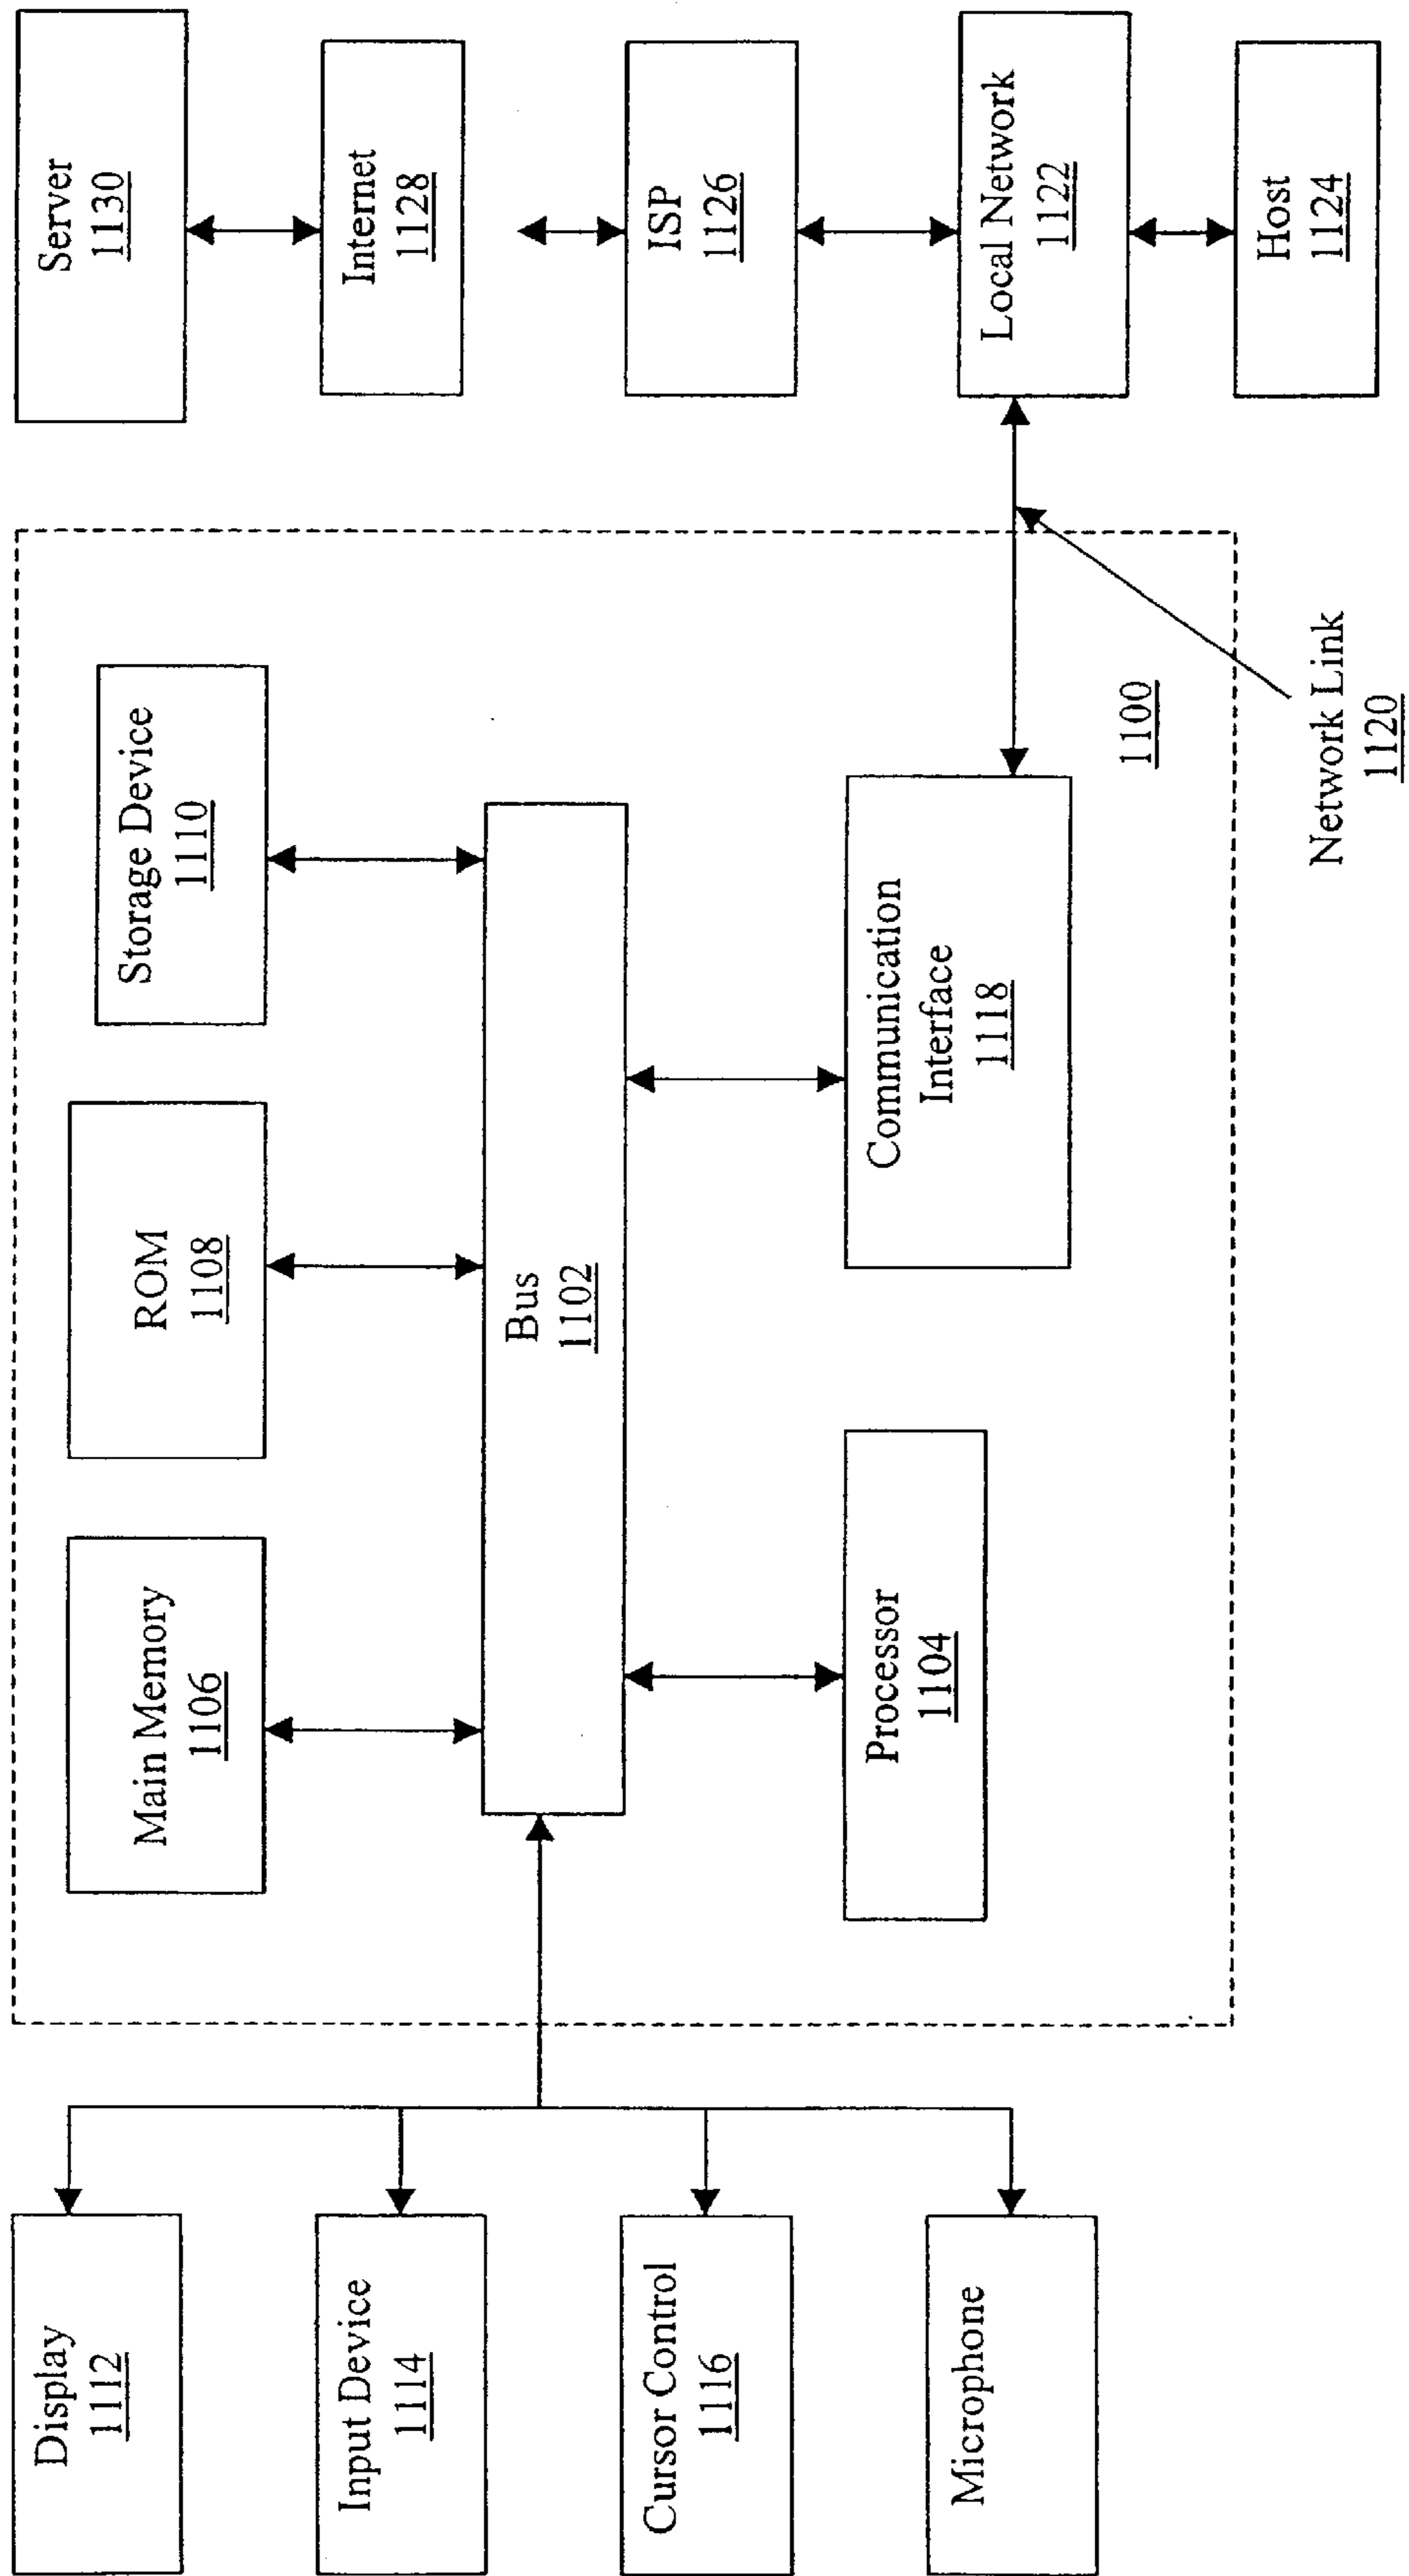 Display
1112
Input Device
1114
Cursor Control
1116
Microphone
Main Memory
1106
ROM
1108
Storage Device
1110
Bus
1102
Processor
1104
Communication
Interface
1118
1100
Network Link
1120
Server
1130
Internet
1128
ISP
1126
Local Network
1122
Host
1124